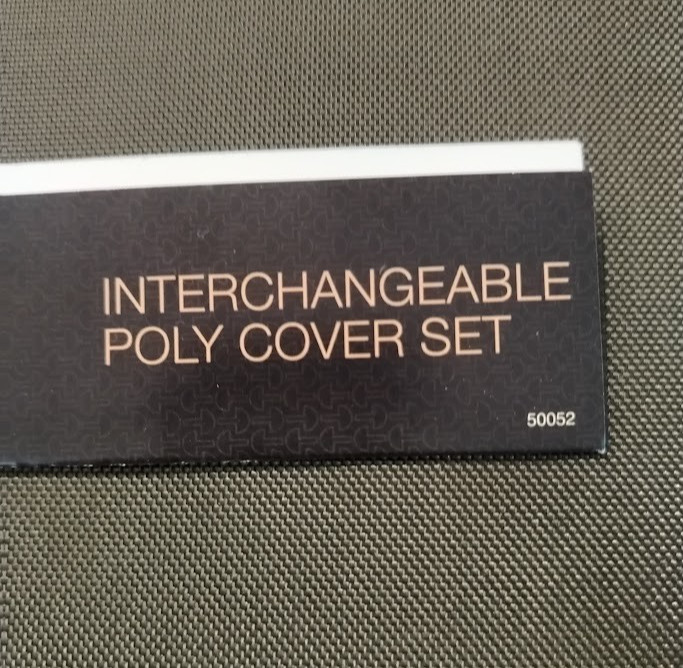 INTERCHANGEABLE
POLY COVER SET
50052